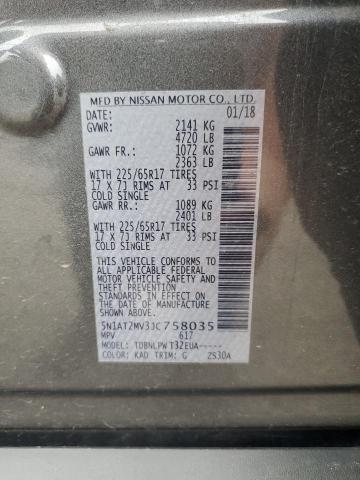 MFD BY NISSAN MOTOR CO., LTD.
DATE: 01/18
GVWR: 2141 KG
4720 LB
GAWR FR.: 1072 KG
2363 LB
WITH 225/65R17 TIRES
17 X 7J RIMS AT 33 PSI
COLD SINGLE
GAWR RR.: 1089 KG
2401 LB
WITH 225/65R17 TIRES
17 X 7J RIMS AT 33 PSI
COLD SINGLE
THIS VEHICLE CONFORMS TO
ALL APPLICABLE FEDERAL
MOTOR VEHICLE SAFETY
AND THEFT PREVENTION
STANDARDS IN EFFECT ON
THE DATE OF MANUFACTURE
SHOWN ABOVE.
5N1AT2MV3JC758035
MPV 617
MODEL: TDBNLPW T32EUA-----
COLOR: KAD TRIM: G ZS30A